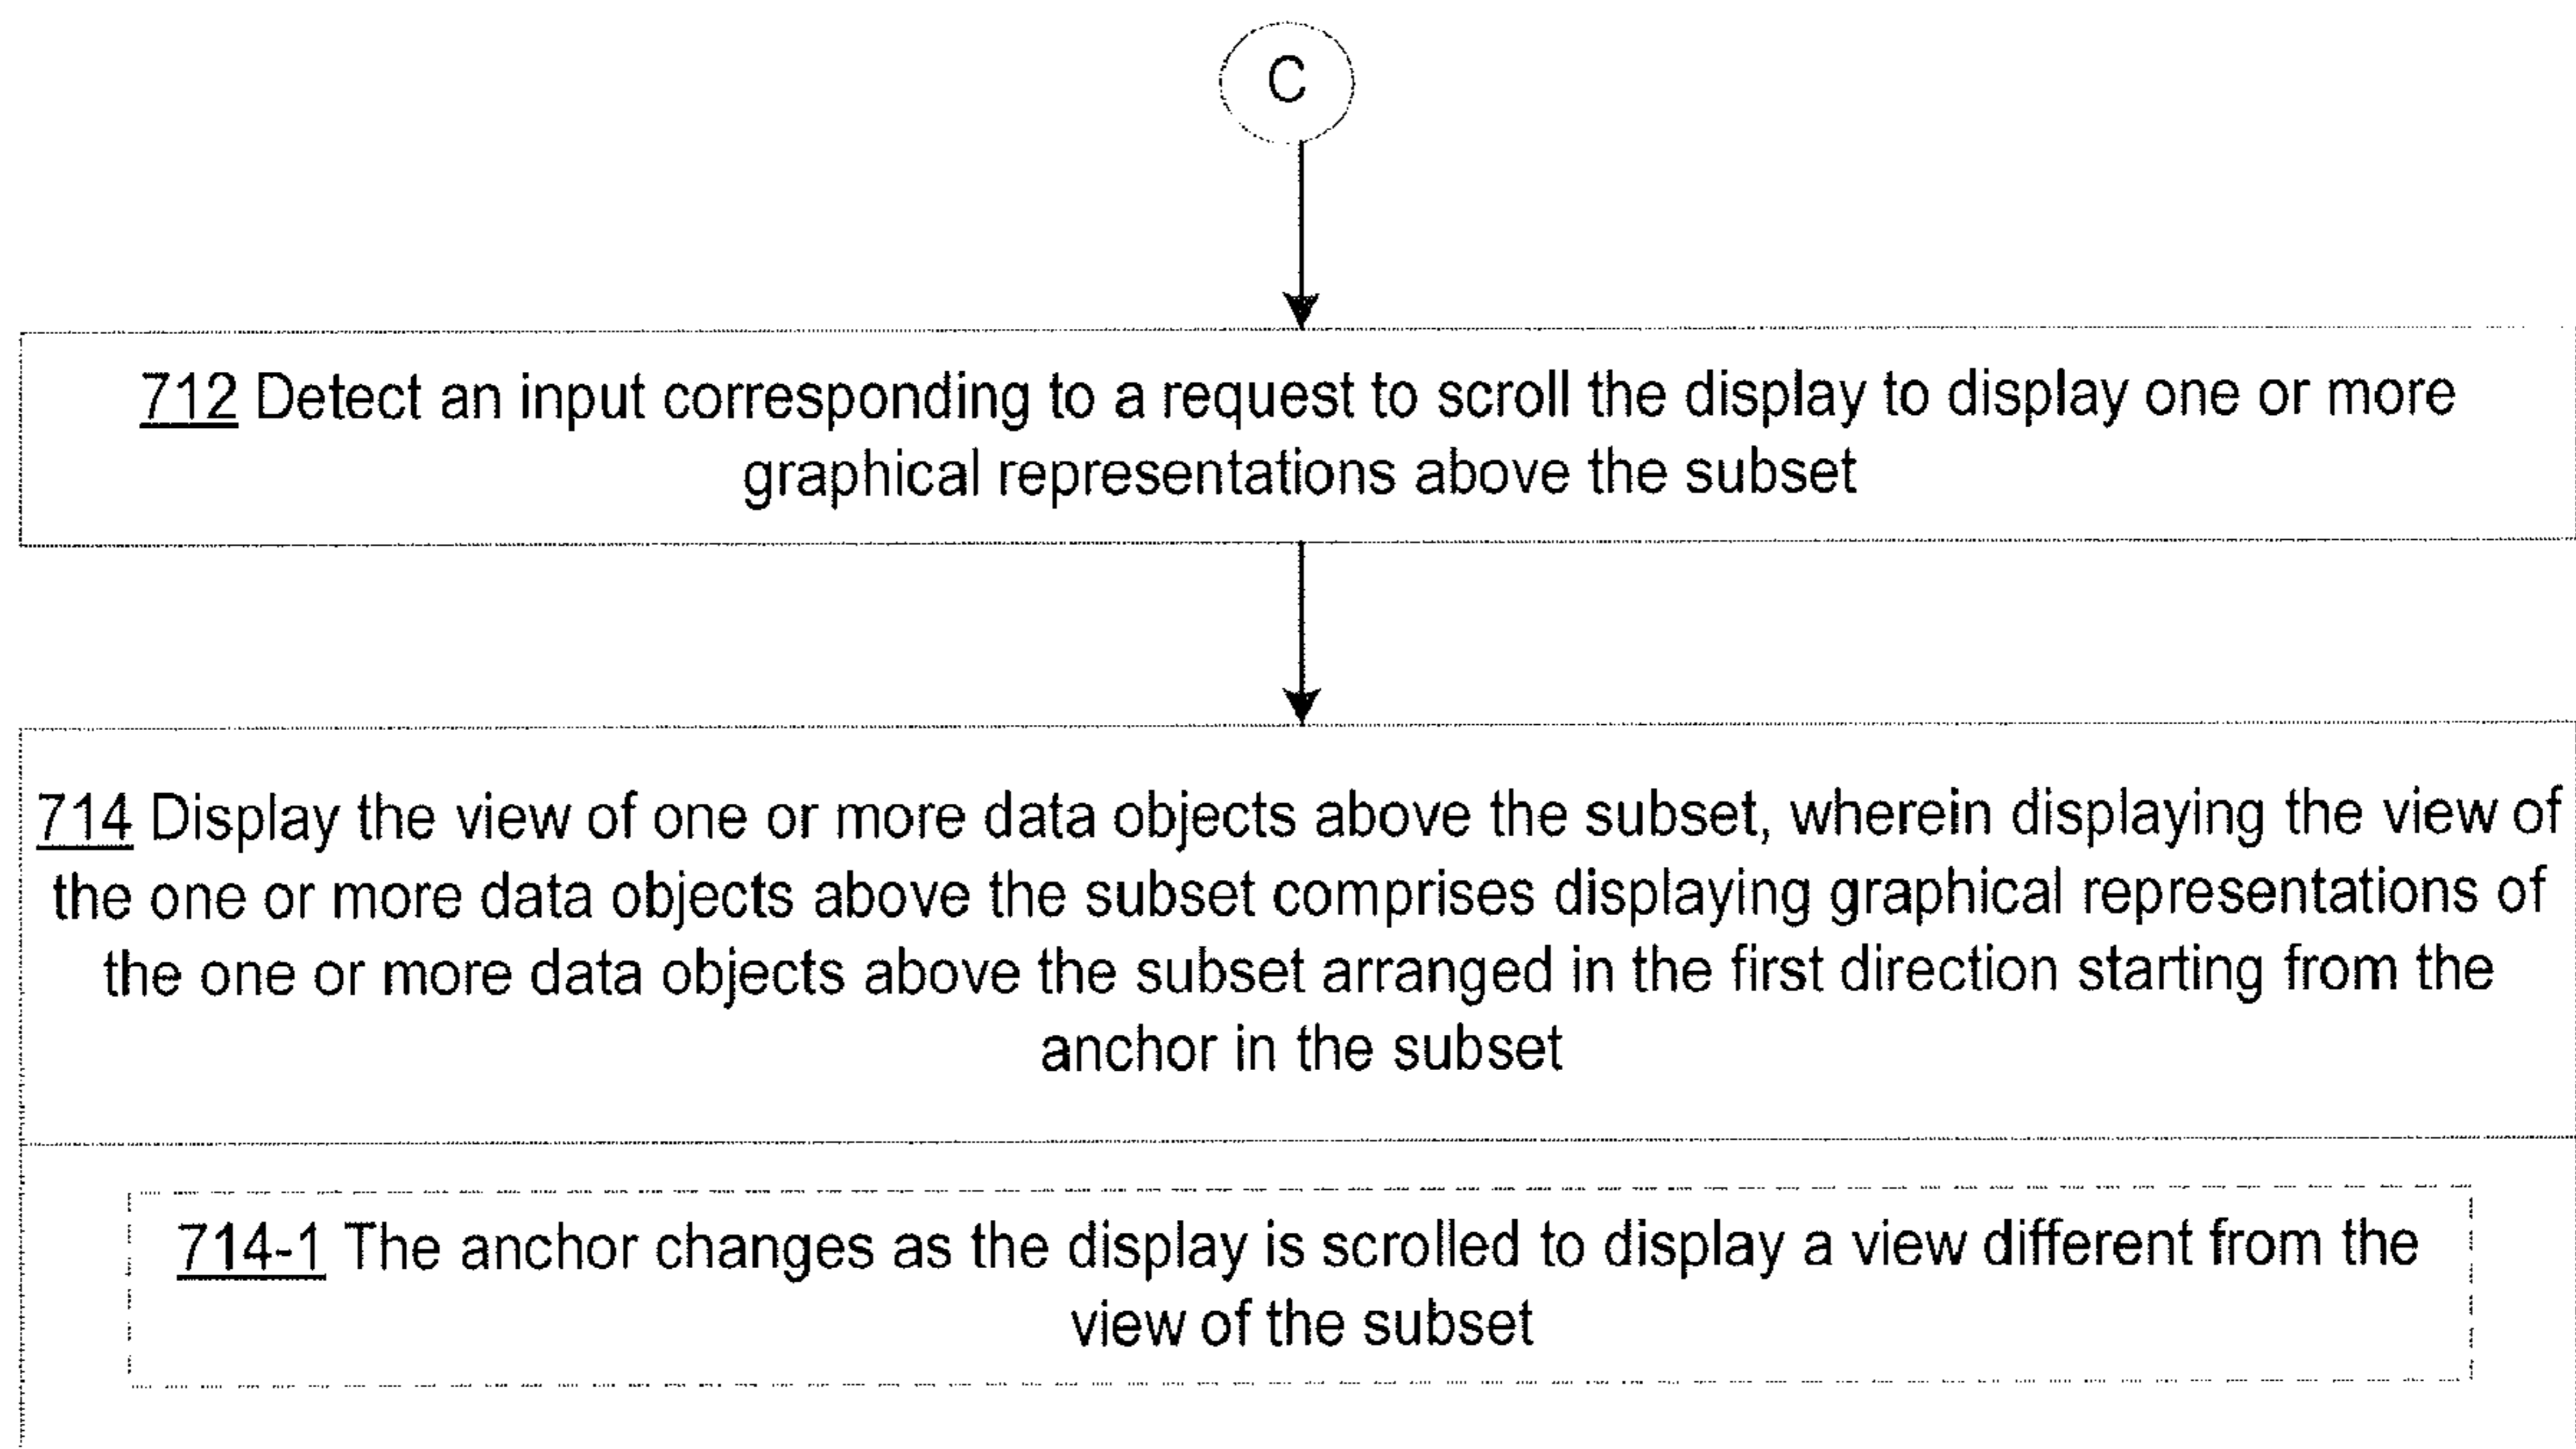 C
712 Detect an input corresponding to a request to scroll the display to display one or more
graphical representations above the subset
714 Display the view of one or more data objects above the subset, wherein displaying the view of
the one or more data objects above the subset comprises displaying graphical representations of
the one or more data objects above the subset arranged in the first direction starting from the
anchor in the subset
714-1 The anchor changes as the display is scrolled to display a view different from the
view of the subset